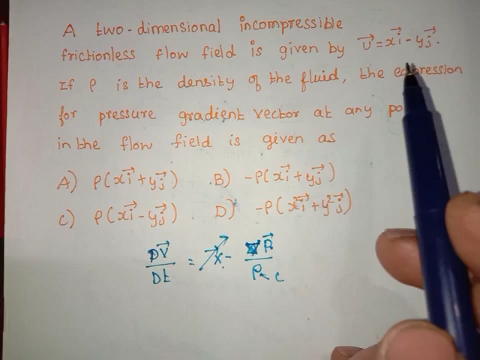 A two-dimensional incompressible
frictionless flow field is given by v⃗ = xi⃗ - yj⃗.
If ρ is the density of the fluid, the expression
for pressure gradient vector at any
in the flow field is given as
A) ρ(xi⃗ + yj⃗) .B) -ρ(xi⃗ + yj⃗)
C) ρ(xi⃗ - yj⃗) D) -ρ(x²i⃗ + y²j⃗)
DV⃗/Dt =